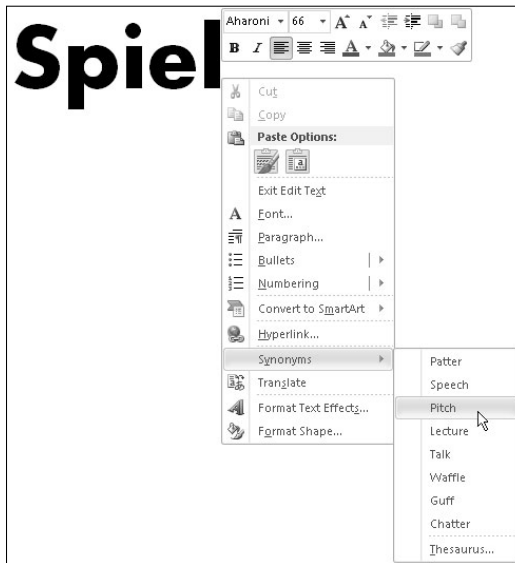 Spiel
Aharoni 66 A A
B I A
Cut
Copy
Paste Options:
Exit Edit Text
A Font...
Paragraph...
Bullets
Numbering
Convert to SmartArt
Hyperlink...
Synonyms
Translate
Format Text Effects...
Format Shape...
Patter
Speech
Pitch
Lecture
Talk
Waffle
Guff
Chatter
Thesaurus...